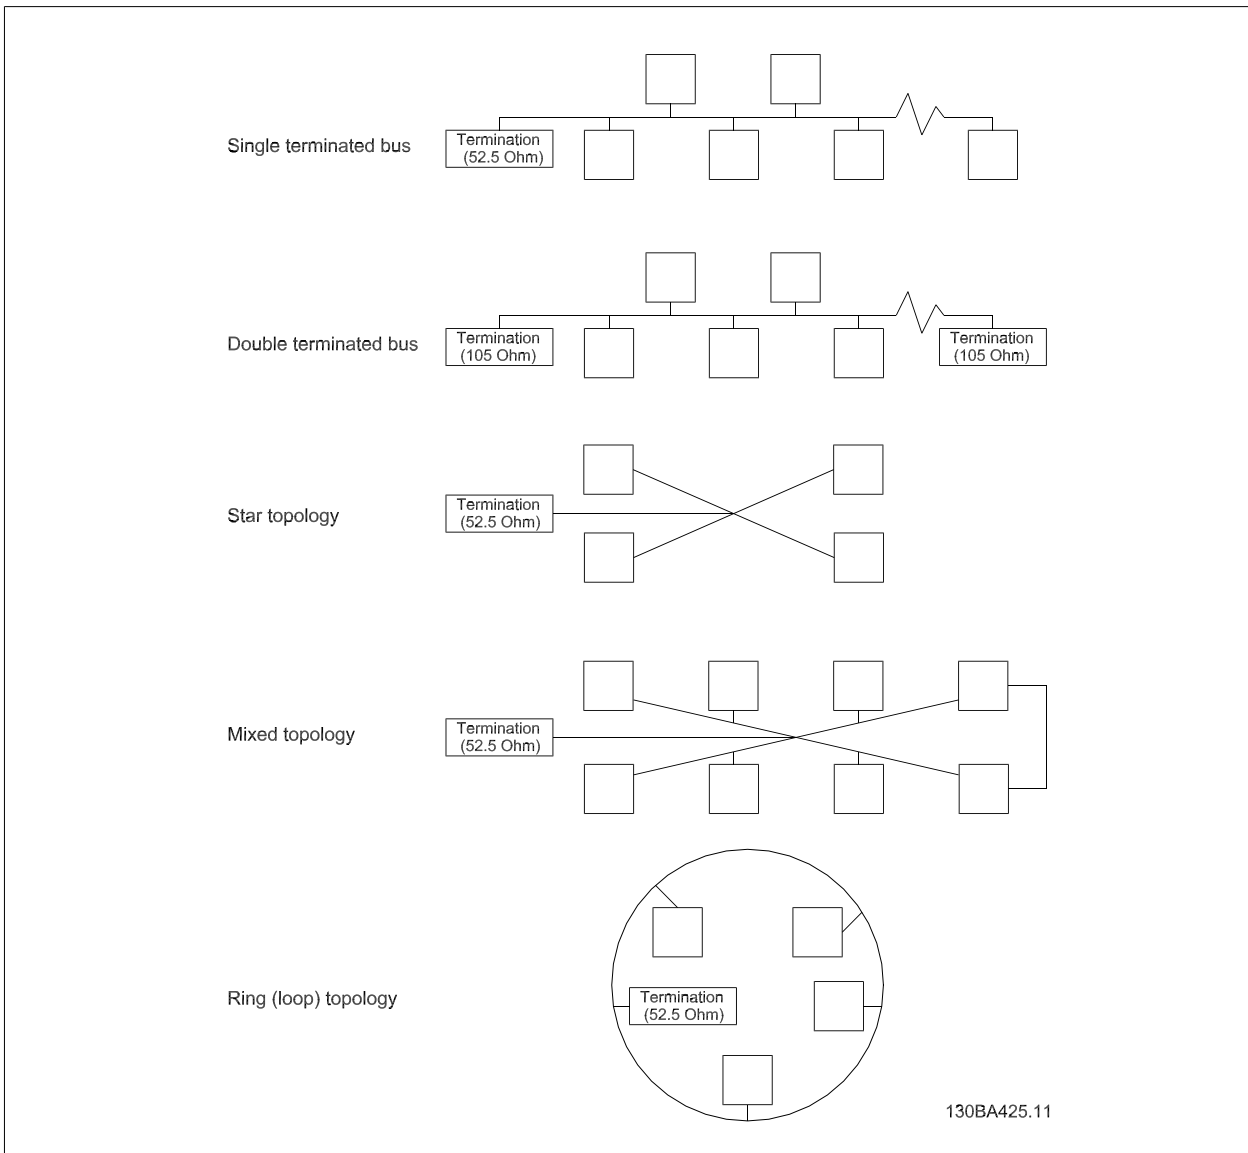 Single terminated bus
Termination
(52.5 Ohm)
Double terminated bus
Termination
(105 Ohm)
Termination
(105 Ohm)
Star topology
Termination
(52.5 Ohm)
Mixed topology
Termination
(52.5 Ohm)
Ring (loop) topology
Termination
(52.5 Ohm)
130BA425.11